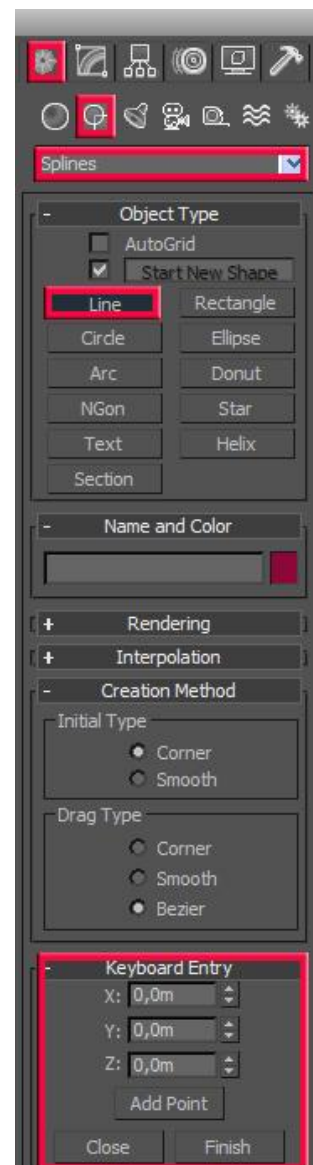 Splines
- Object Type
AutoGrid
Start New Shape
Line Rectangle
Circle Ellipse
Arc Donut
NGon Star
Text Helix
Section
- Name and Color
+ Rendering
+ Interpolation
- Creation Method
Initial Type
Corner
Smooth
Drag Type
Corner
Smooth
Bezier
- Keyboard Entry
X: 0,0m
Y: 0,0m
Z: 0,0m
Add Point
Close Finish